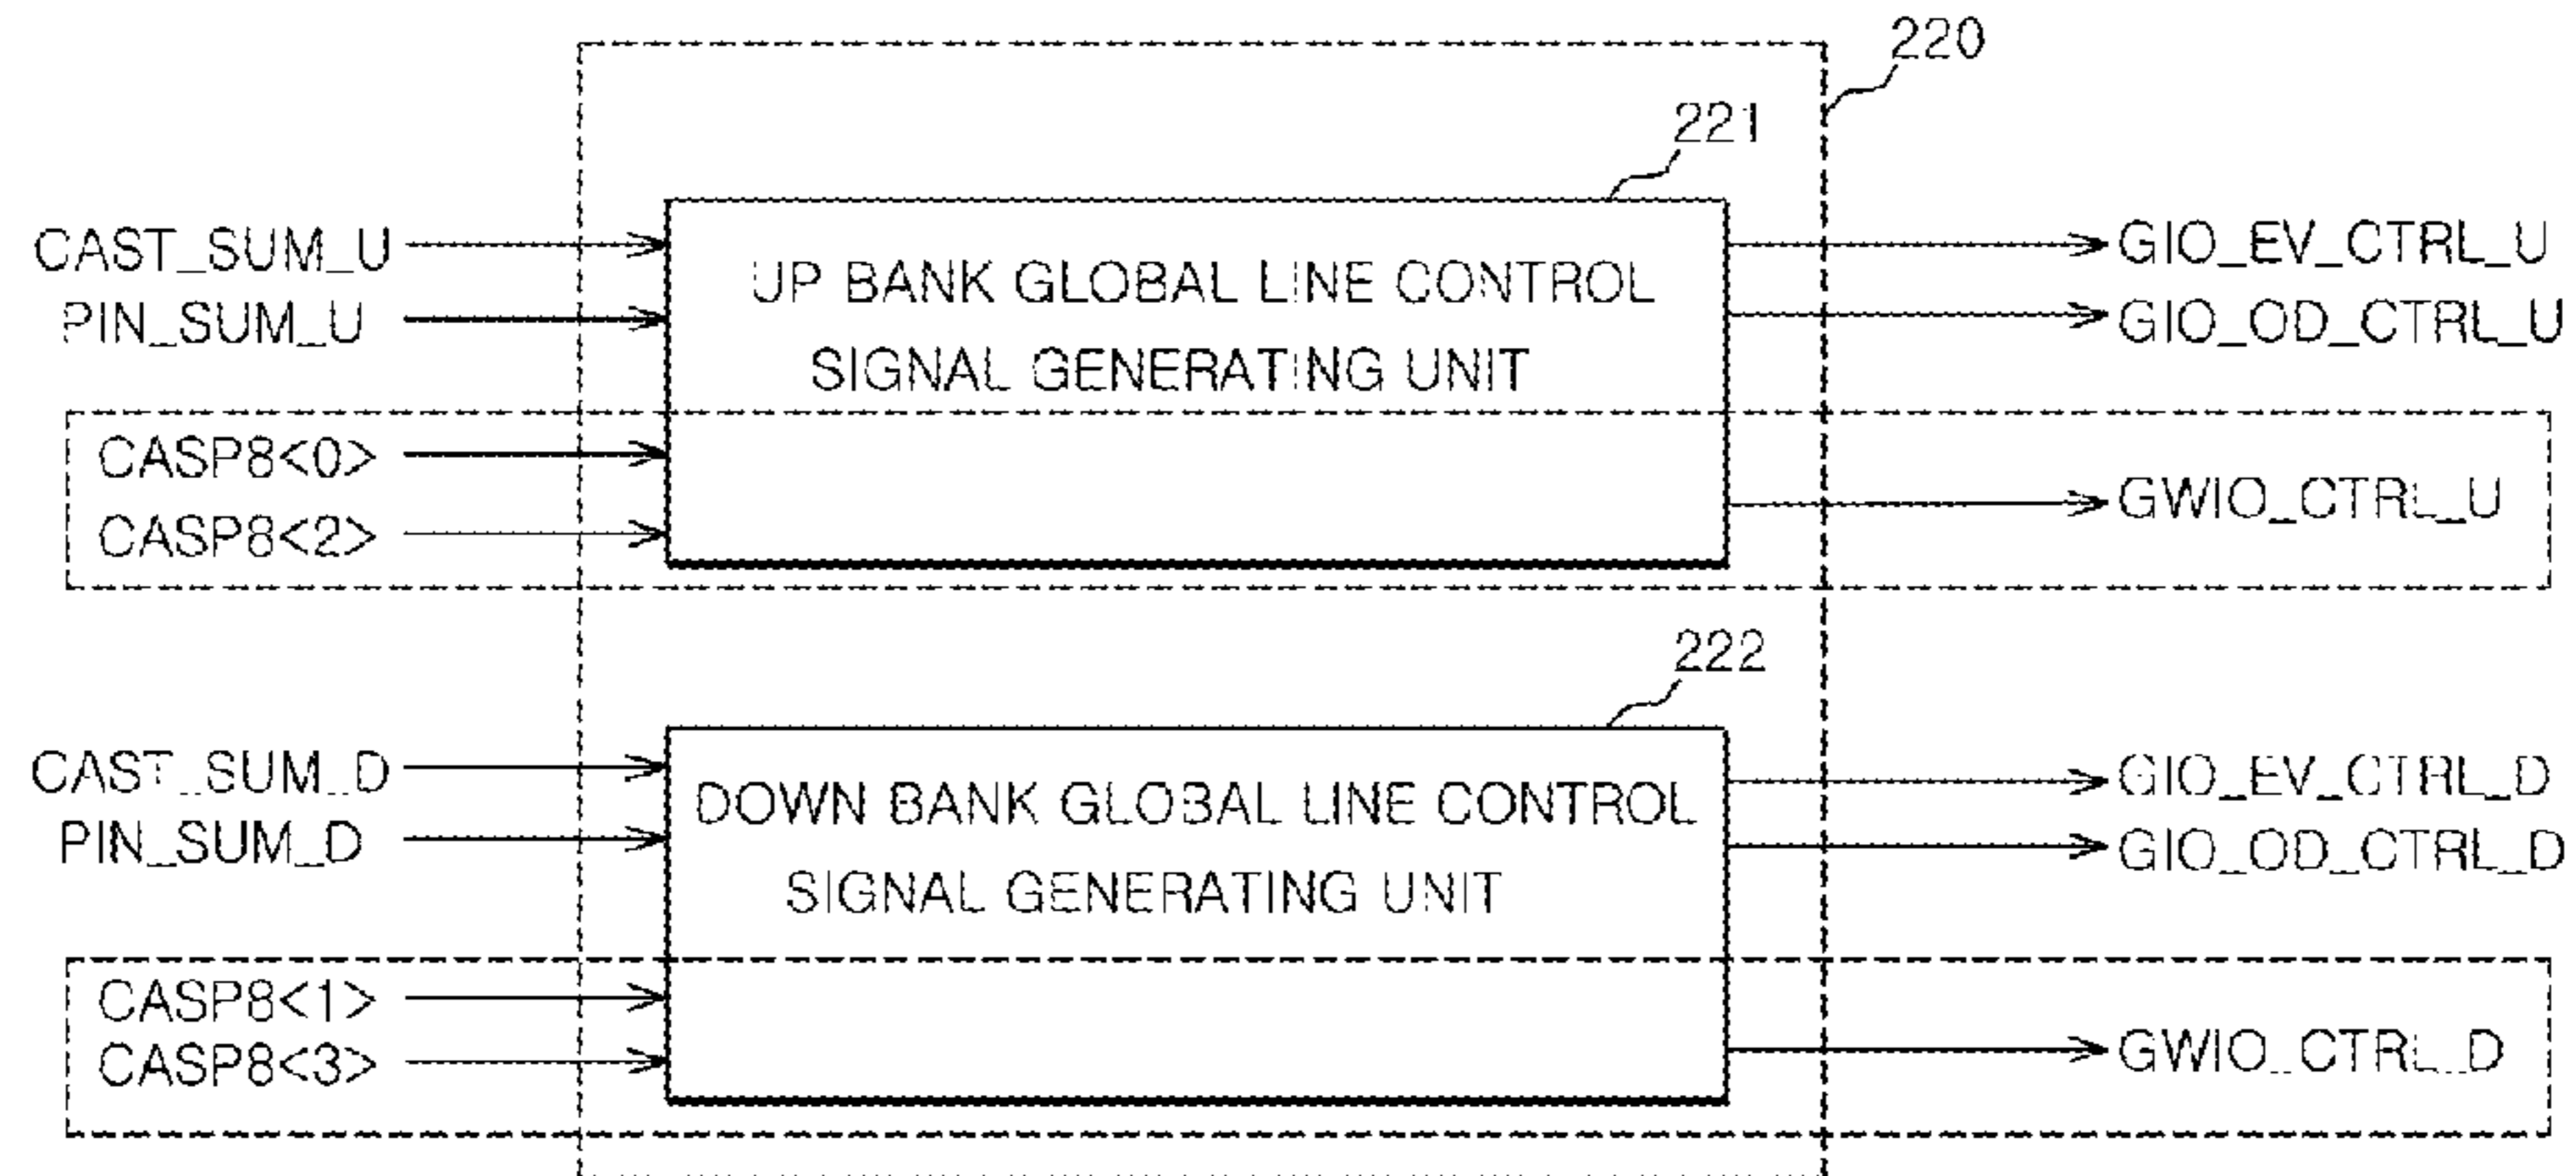 220
221
CAST_SUM_U
PIN_SUM_U
CASP8<0>
CASP8<2>
UP BANK GLOBAL LINE CONTROL
SIGNAL GENERATING UNIT
GIO_EV_CTRL_U
GIO_OD_CTRL_U
GWIO_CTRL_U
222
CAST_SUM_D
PIN_SUM_D
CASP8<1>
CASP8<3>
DOWN BANK GLOBAL LINE CONTROL
SIGNAL GENERATING UNIT
GIO_EV_CTRL_D
GIO_OD_CTRL_D
GWIO_CTRL_D